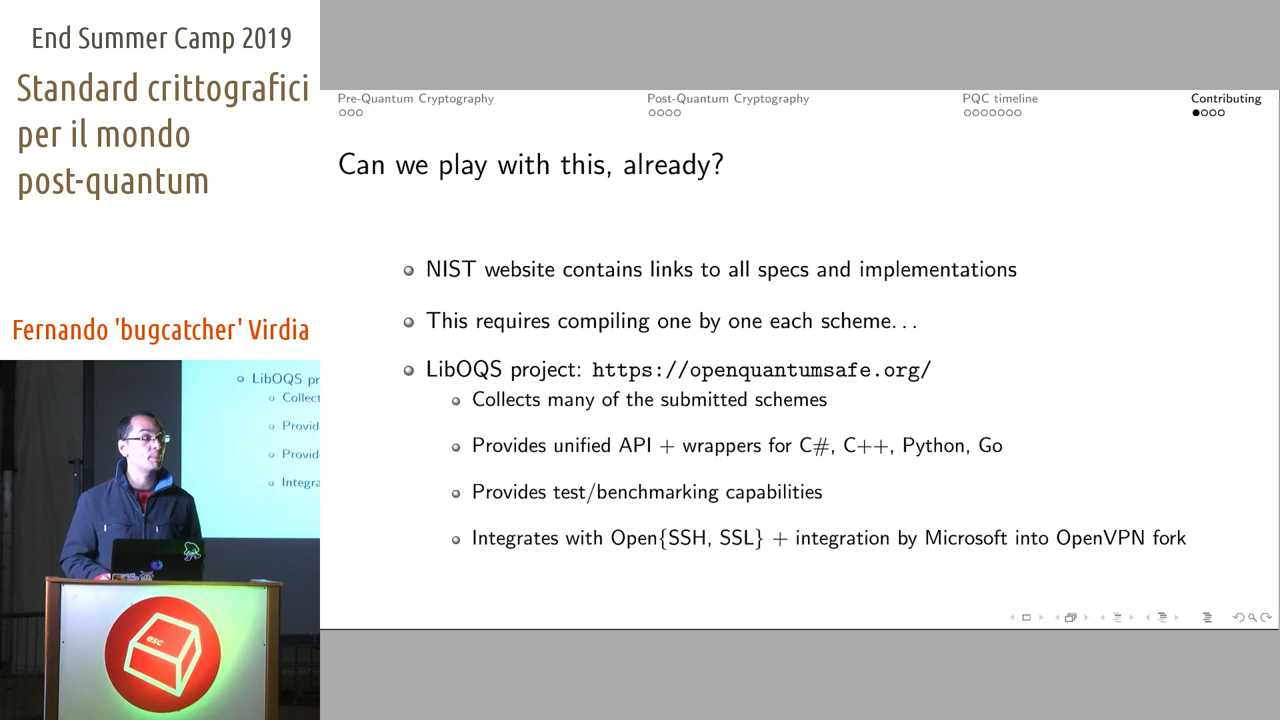 End Summer Camp 2019
Standard crittografici
per il mondo
post-quantum
Fernando 'bugcatcher' Virdia
LibOQS pr
Collect
Provid
Provid
Integra
esc
Pre-Quantum Cryptography
Post-Quantum Cryptography
PQC timeline
Contributing
Can we play with this, already?
NIST website contains links to all specs and implementations
This requires compiling one by one each scheme...
LibOQS project: https://openquantumsafe.org/
Collects many of the submitted schemes
Provides unified API + wrappers for C#, C++, Python, Go
Provides test/benchmarking capabilities
Integrates with Open{SSH, SSL} + integration by Microsoft into OpenVPN fork